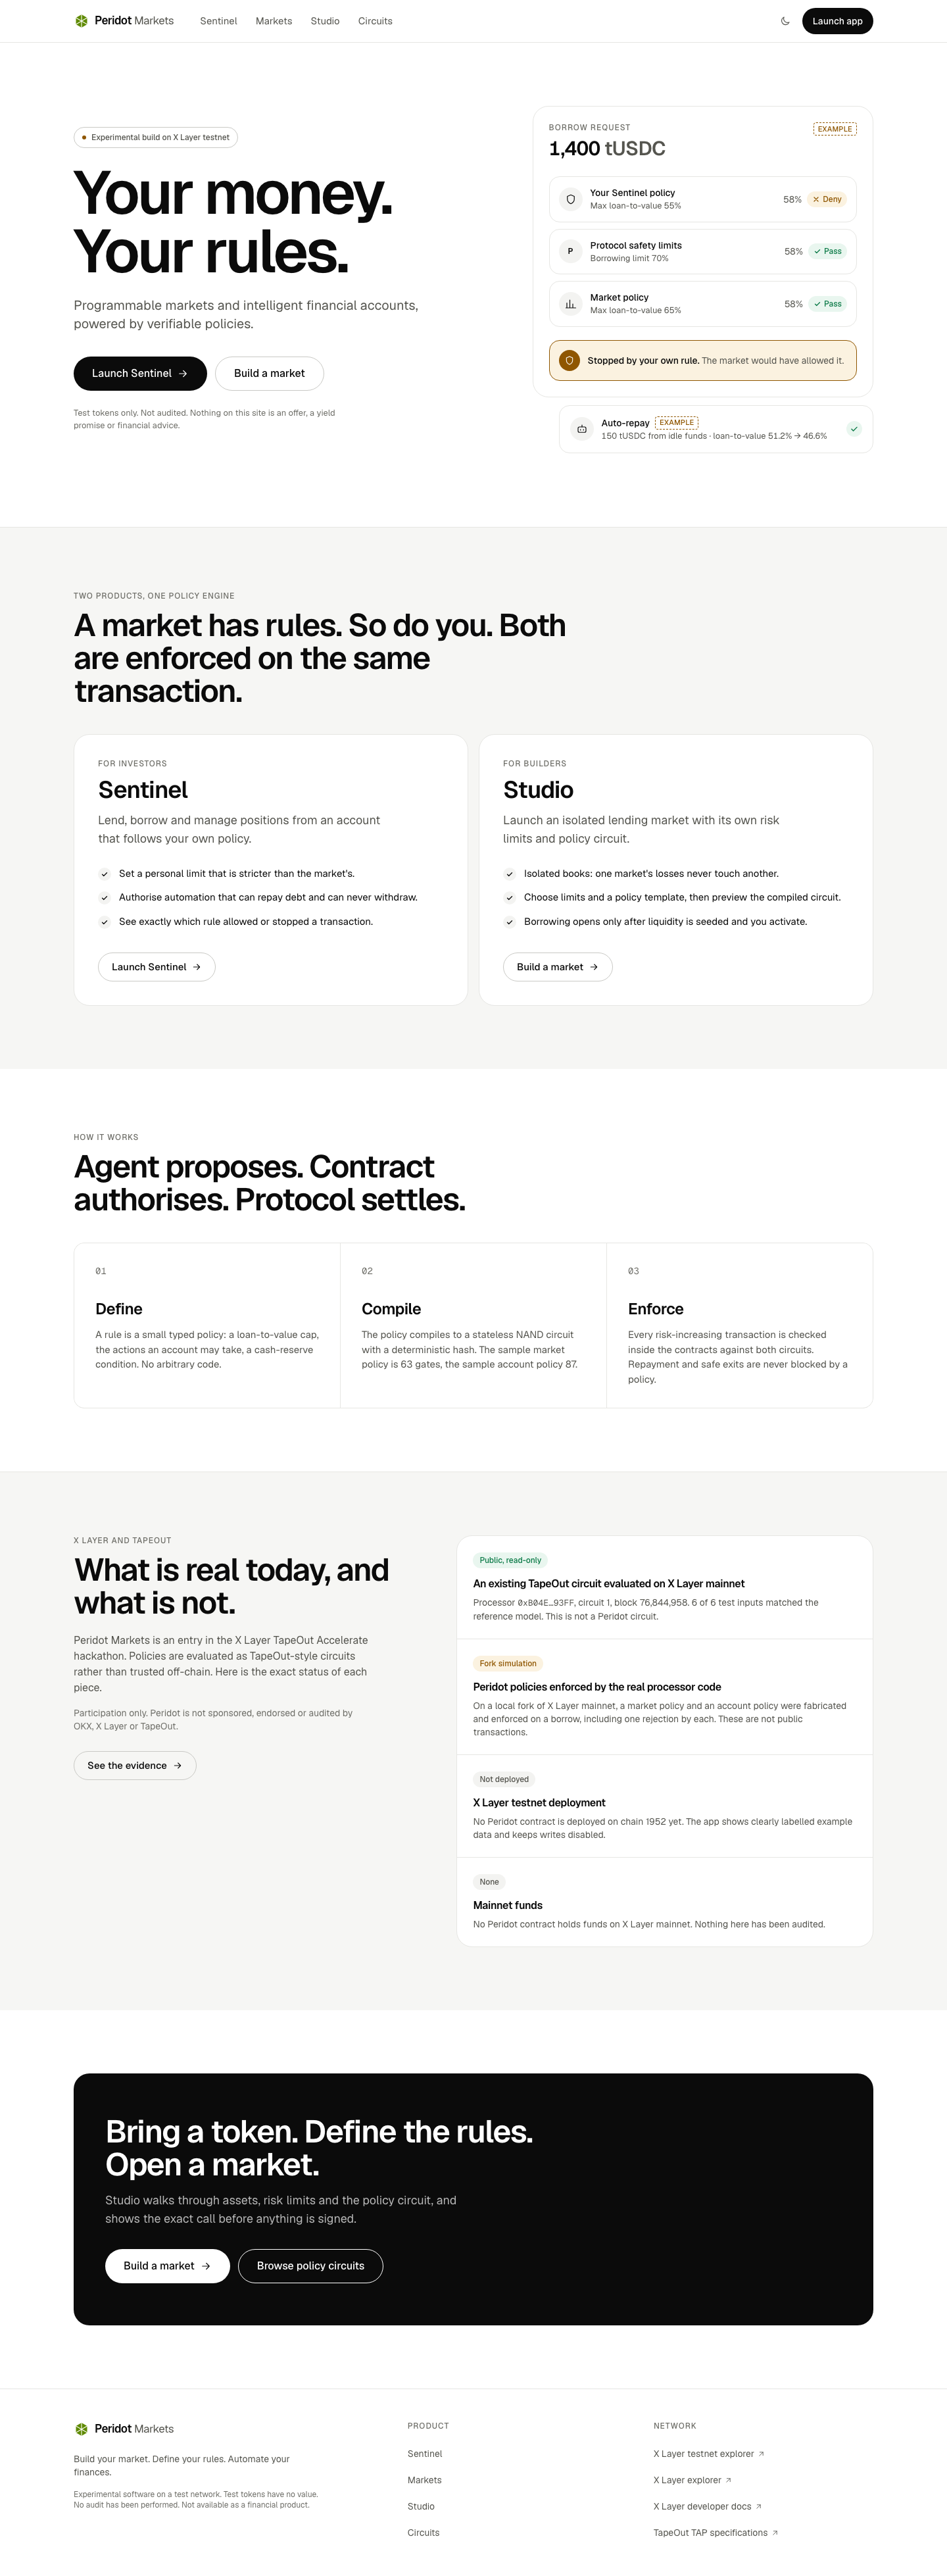 Peridot Markets
Sentinel
Markets
Studio
Circuits
Launch app
Experimental build on X Layer testnet
Your money.
Your rules.
Programmable markets and intelligent financial accounts,
powered by verifiable policies.
Launch Sentinel →
Build a market
Test tokens only. Not audited. Nothing on this site is an offer, a yield
promise or financial advice.
BORROW REQUEST
EXAMPLE
1,400 tUSDC
Your Sentinel policy
Max loan-to-value 55%
58%
Deny
P
Protocol safety limits
Borrowing limit 70%
58%
Pass
Market policy
Max loan-to-value 65%
58%
Pass
Stopped by your own rule. The market would have allowed it.
Auto-repay EXAMPLE
150 tUSDC from idle funds · loan-to-value 51.2% → 46.6%
TWO PRODUCTS, ONE POLICY ENGINE
A market has rules. So do you. Both
are enforced on the same
transaction.
FOR INVESTORS
Sentinel
Lend, borrow and manage positions from an account
that follows your own policy.
Set a personal limit that is stricter than the market's.
Authorise automation that can repay debt and can never withdraw.
See exactly which rule allowed or stopped a transaction.
Launch Sentinel →
FOR BUILDERS
Studio
Launch an isolated lending market with its own risk
limits and policy circuit.
Isolated books: one market's losses never touch another.
Choose limits and a policy template, then preview the compiled circuit.
Borrowing opens only after liquidity is seeded and you activate.
Build a market →
HOW IT WORKS
Agent proposes. Contract
authorises. Protocol settles.
01
Define
A rule is a small typed policy: a loan-to-value cap,
the actions an account may take, a cash-reserve
condition. No arbitrary code.
02
Compile
The policy compiles to a stateless NAND circuit
with a deterministic hash. The sample market
policy is 63 gates, the sample account policy 87.
03
Enforce
Every risk-increasing transaction is checked
inside the contracts against both circuits.
Repayment and safe exits are never blocked by a
policy.
X LAYER AND TAPEOUT
What is real today, and
what is not.
Peridot Markets is an entry in the X Layer TapeOut Accelerate
hackathon. Policies are evaluated as TapeOut-style circuits
rather than trusted off-chain. Here is the exact status of each
piece.
Participation only. Peridot is not sponsored, endorsed or audited by
OKX, X Layer or TapeOut.
See the evidence →
Public, read-only
An existing TapeOut circuit evaluated on X Layer mainnet
Processor 0xB04E…93FF, circuit 1, block 76,844,958. 6 of 6 test inputs matched the
reference model. This is not a Peridot circuit.
Fork simulation
Peridot policies enforced by the real processor code
On a local fork of X Layer mainnet, a market policy and an account policy were fabricated
and enforced on a borrow, including one rejection by each. These are not public
transactions.
Not deployed
X Layer testnet deployment
No Peridot contract is deployed on chain 1952 yet. The app shows clearly labelled example
data and keeps writes disabled.
None
Mainnet funds
No Peridot contract holds funds on X Layer mainnet. Nothing here has been audited.
Bring a token. Define the rules.
Open a market.
Studio walks through assets, risk limits and the policy circuit, and
shows the exact call before anything is signed.
Build a market →
Browse policy circuits
Peridot Markets
Build your market. Define your rules. Automate your
finances.
Experimental software on a test network. Test tokens have no value.
No audit has been performed. Not available as a financial product.
PRODUCT
Sentinel
Markets
Studio
Circuits
NETWORK
X Layer testnet explorer ↗
X Layer explorer ↗
X Layer developer docs ↗
TapeOut TAP specifications ↗